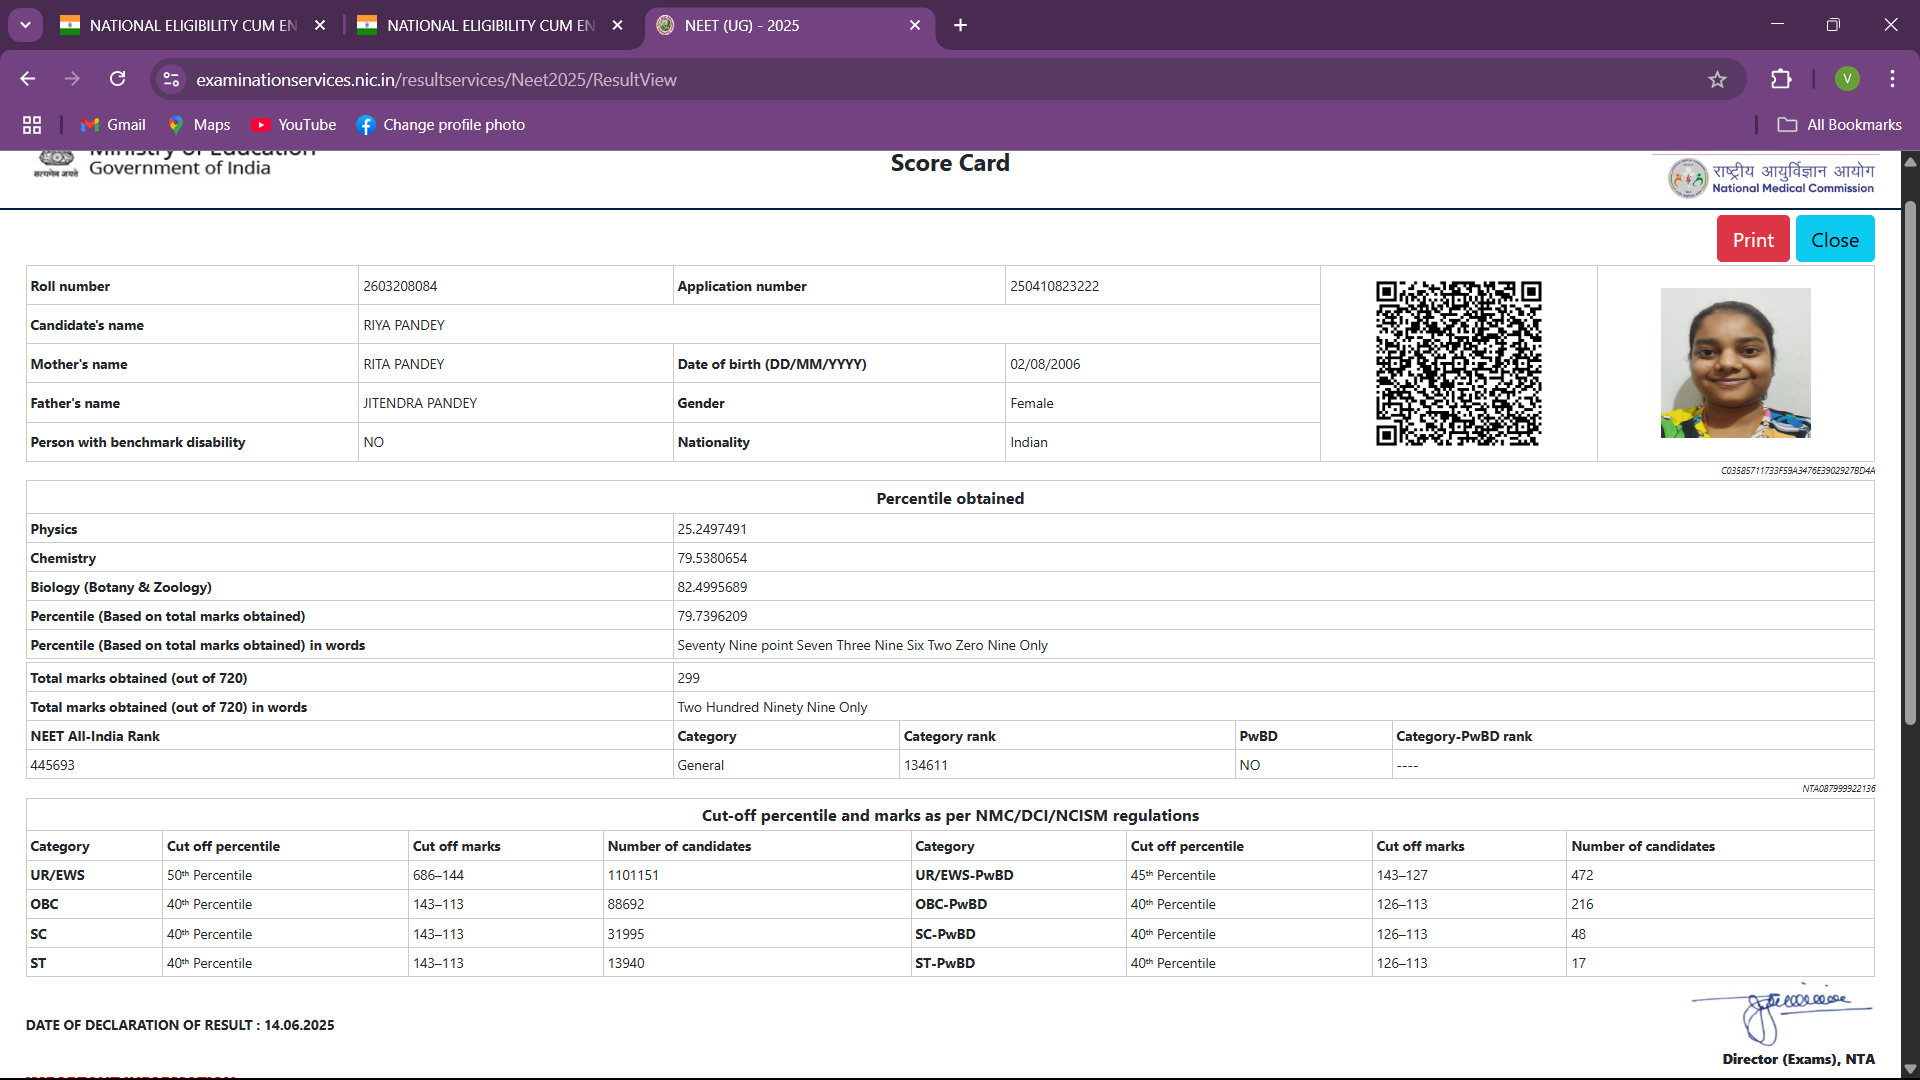 NATIONAL ELIGIBILITY CUM EN
NATIONAL ELIGIBILITY CUM EN
NEET (UG) - 2025
examinationservices.nic.in/resultservices/Neet2025/ResultView
V
Gmail
Maps
YouTube
Change profile photo
All Bookmarks
Ministry of Education
Government of India
सत्यमेव जयते
Score Card
राष्ट्रीय आयुर्विज्ञान आयोग
National Medical Commission
Print Close
Roll number 2603208084 Application number 250410823222
Candidate's name RIYA PANDEY
Mother's name RITA PANDEY Date of birth (DD/MM/YYYY) 02/08/2006
Father's name JITENDRA PANDEY Gender Female
Person with benchmark disability NO Nationality Indian
C03585711733F59A3476E3902927BD4A
Percentile obtained
Physics 25.2497491
Chemistry 79.5380654
Biology (Botany & Zoology) 82.4995689
Percentile (Based on total marks obtained) 79.7396209
Percentile (Based on total marks obtained) in words Seventy Nine point Seven Three Nine Six Two Zero Nine Only
Total marks obtained (out of 720) 299
Total marks obtained (out of 720) in words Two Hundred Ninety Nine Only
NEET All-India Rank Category Category rank PwBD Category-PwBD rank
445693 General 134611 NO ----
NTA087999922136
Cut-off percentile and marks as per NMC/DCI/NCISM regulations
Category Cut off percentile Cut off marks Number of candidates Category Cut off percentile Cut off marks Number of candidates
UR/EWS 50th Percentile 686–144 1101151 UR/EWS-PwBD 45th Percentile 143–127 472
OBC 40th Percentile 143–113 88692 OBC-PwBD 40th Percentile 126–113 216
SC 40th Percentile 143–113 31995 SC-PwBD 40th Percentile 126–113 48
ST 40th Percentile 143–113 13940 ST-PwBD 40th Percentile 126–113 17
DATE OF DECLARATION OF RESULT : 14.06.2025
Director (Exams), NTA